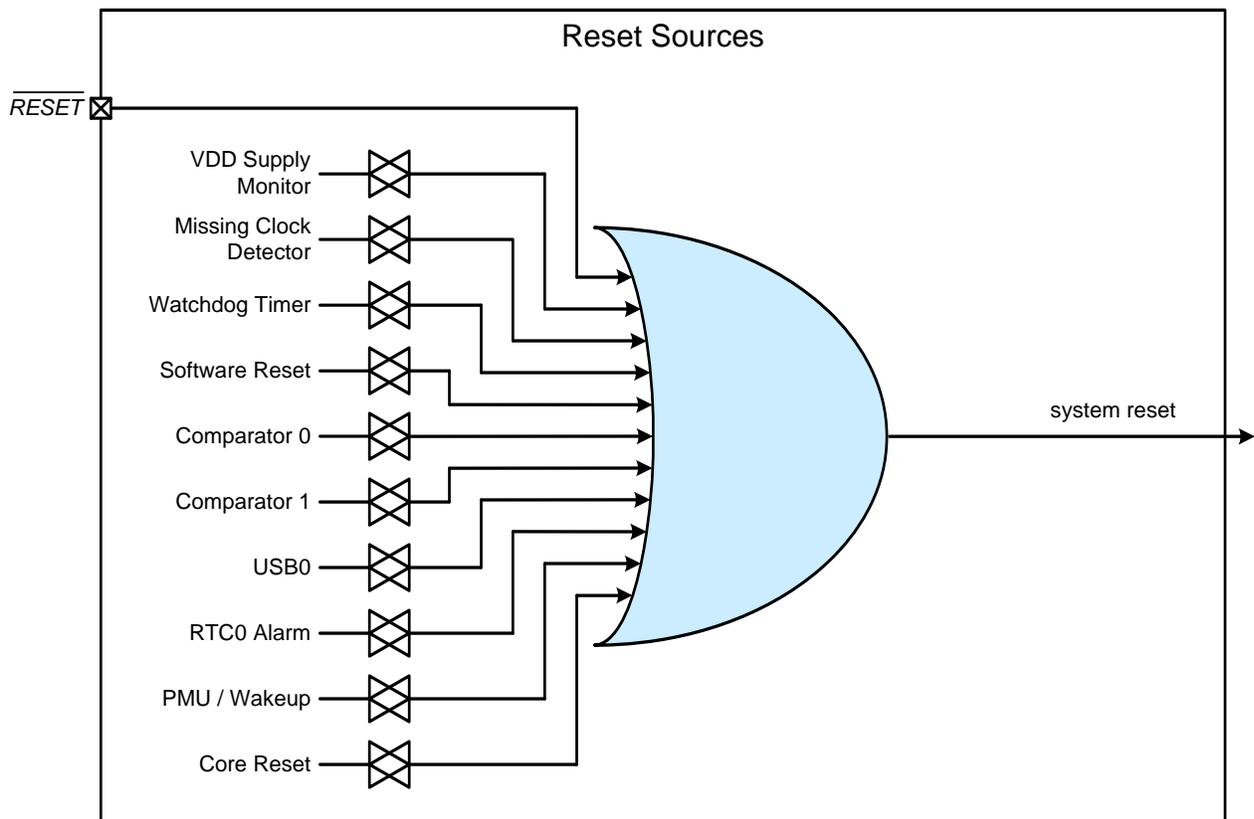 Reset Sources
RESET
VDD Supply
Monitor
Missing Clock
Detector
Watchdog Timer
Software Reset
Comparator 0
system reset
Comparator 1
USB0
RTC0 Alarm
PMU / Wakeup
Core Reset